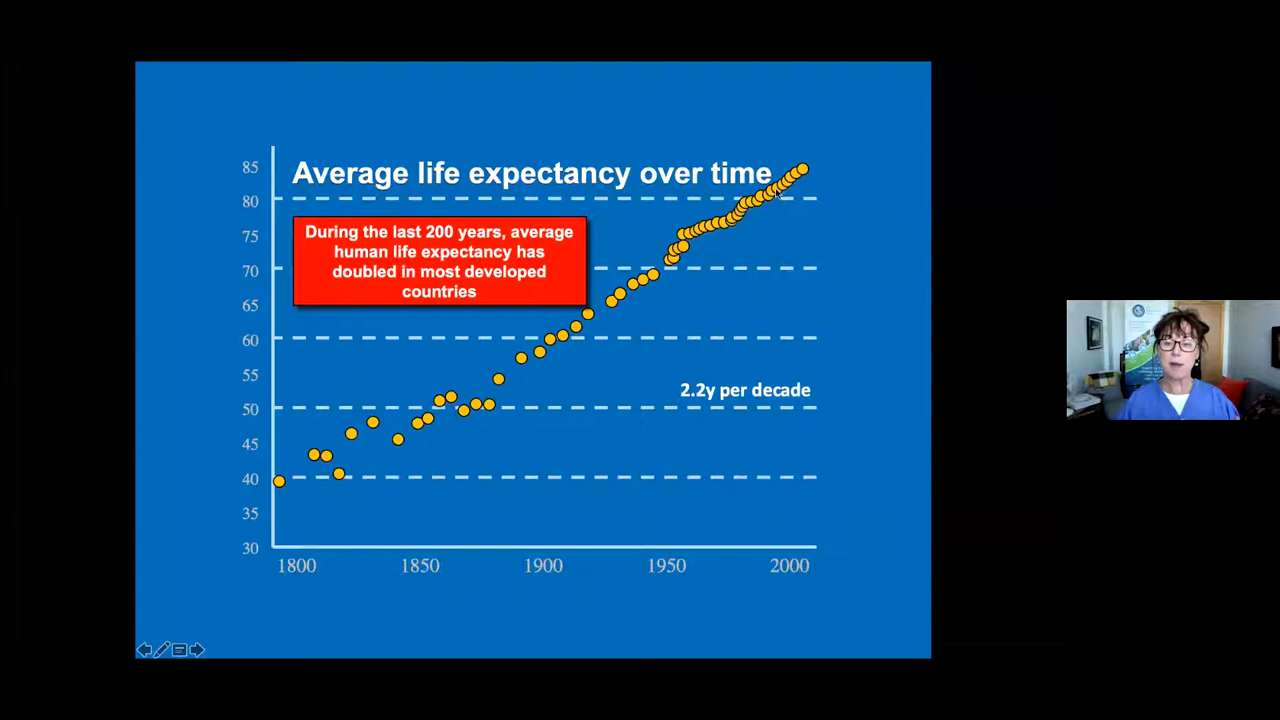 Average life expectancy over time
During the last 200 years, average
human life expectancy has
doubled in most developed
countries
85
80
75
70
65
60
55
50
45
40
35
30
2.2y per decade
1800 1850 1900 1950 2000